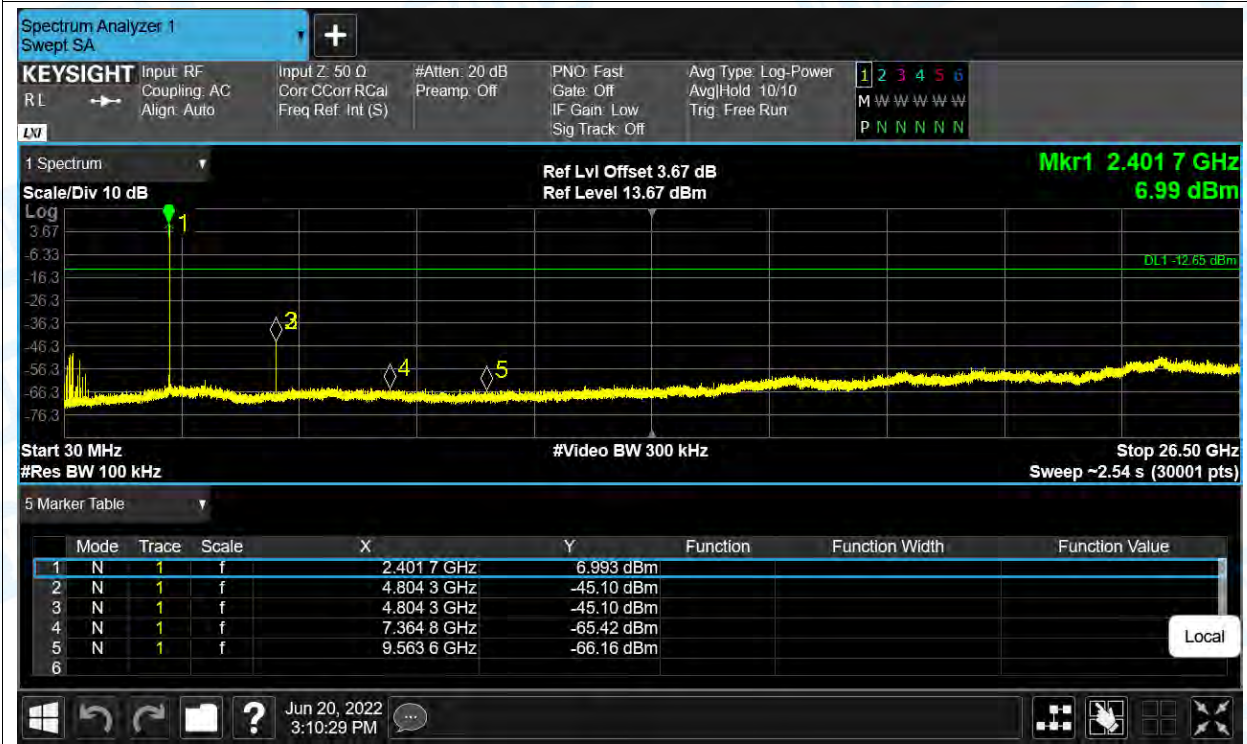 Spectrum Analyzer 1
Swept SA
+
KEYSIGHT
R L
LXI
Input: RF
Coupling: AC
Align: Auto
Input Z: 50 Ω
Corr CCorr RCal
Freq Ref: Int (S)
#Atten: 20 dB
Preamp: Off
PNO: Fast
Gate: Off
IF Gain: Low
Sig Track: Off
Avg Type: Log-Power
Avg|Hold: 10/10
Trig: Free Run
1 2 3 4 5 6
M W W W W W
P N N N N N
1 Spectrum
Scale/Div 10 dB
Ref Lvl Offset 3.67 dB
Ref Level 13.67 dBm
Mkr1 2.401 7 GHz
6.99 dBm
Log
3.67
-6.33
-16.3
-26.3
-36.3
-46.3
-56.3
-66.3
-76.3
1
3
4
5
DL1 -12.65 dBm
Start 30 MHz
#Res BW 100 kHz
#Video BW 300 kHz
Stop 26.50 GHz
Sweep ~2.54 s (30001 pts)
5 Marker Table
Mode Trace Scale X Y Function Function Width Function Value
1 N 1 f 2.401 7 GHz 6.993 dBm
2 N 1 f 4.804 3 GHz -45.10 dBm
3 N 1 f 4.804 3 GHz -45.10 dBm
4 N 1 f 7.364 8 GHz -65.42 dBm
5 N 1 f 9.563 6 GHz -66.16 dBm
6
Local
?
Jun 20, 2022
3:10:29 PM